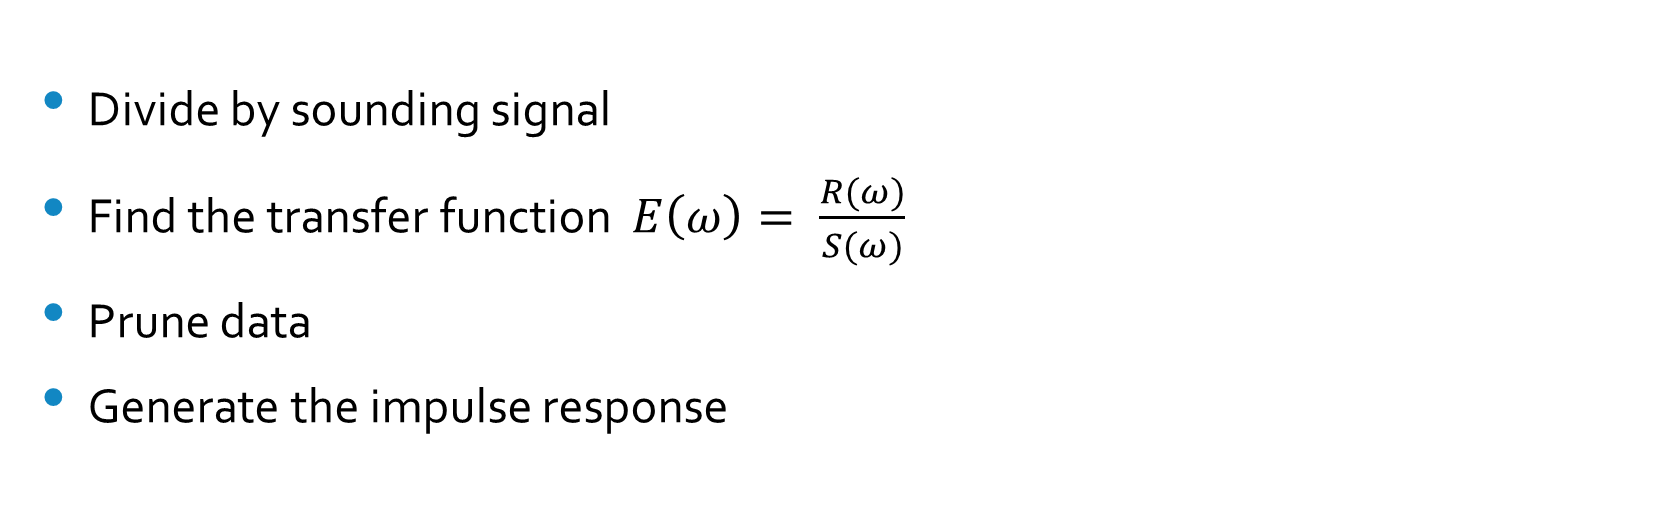 • Divide by sounding signal
• Find the transfer function E(ω) = R(ω)/S(ω)
• Prune data
• Generate the impulse response